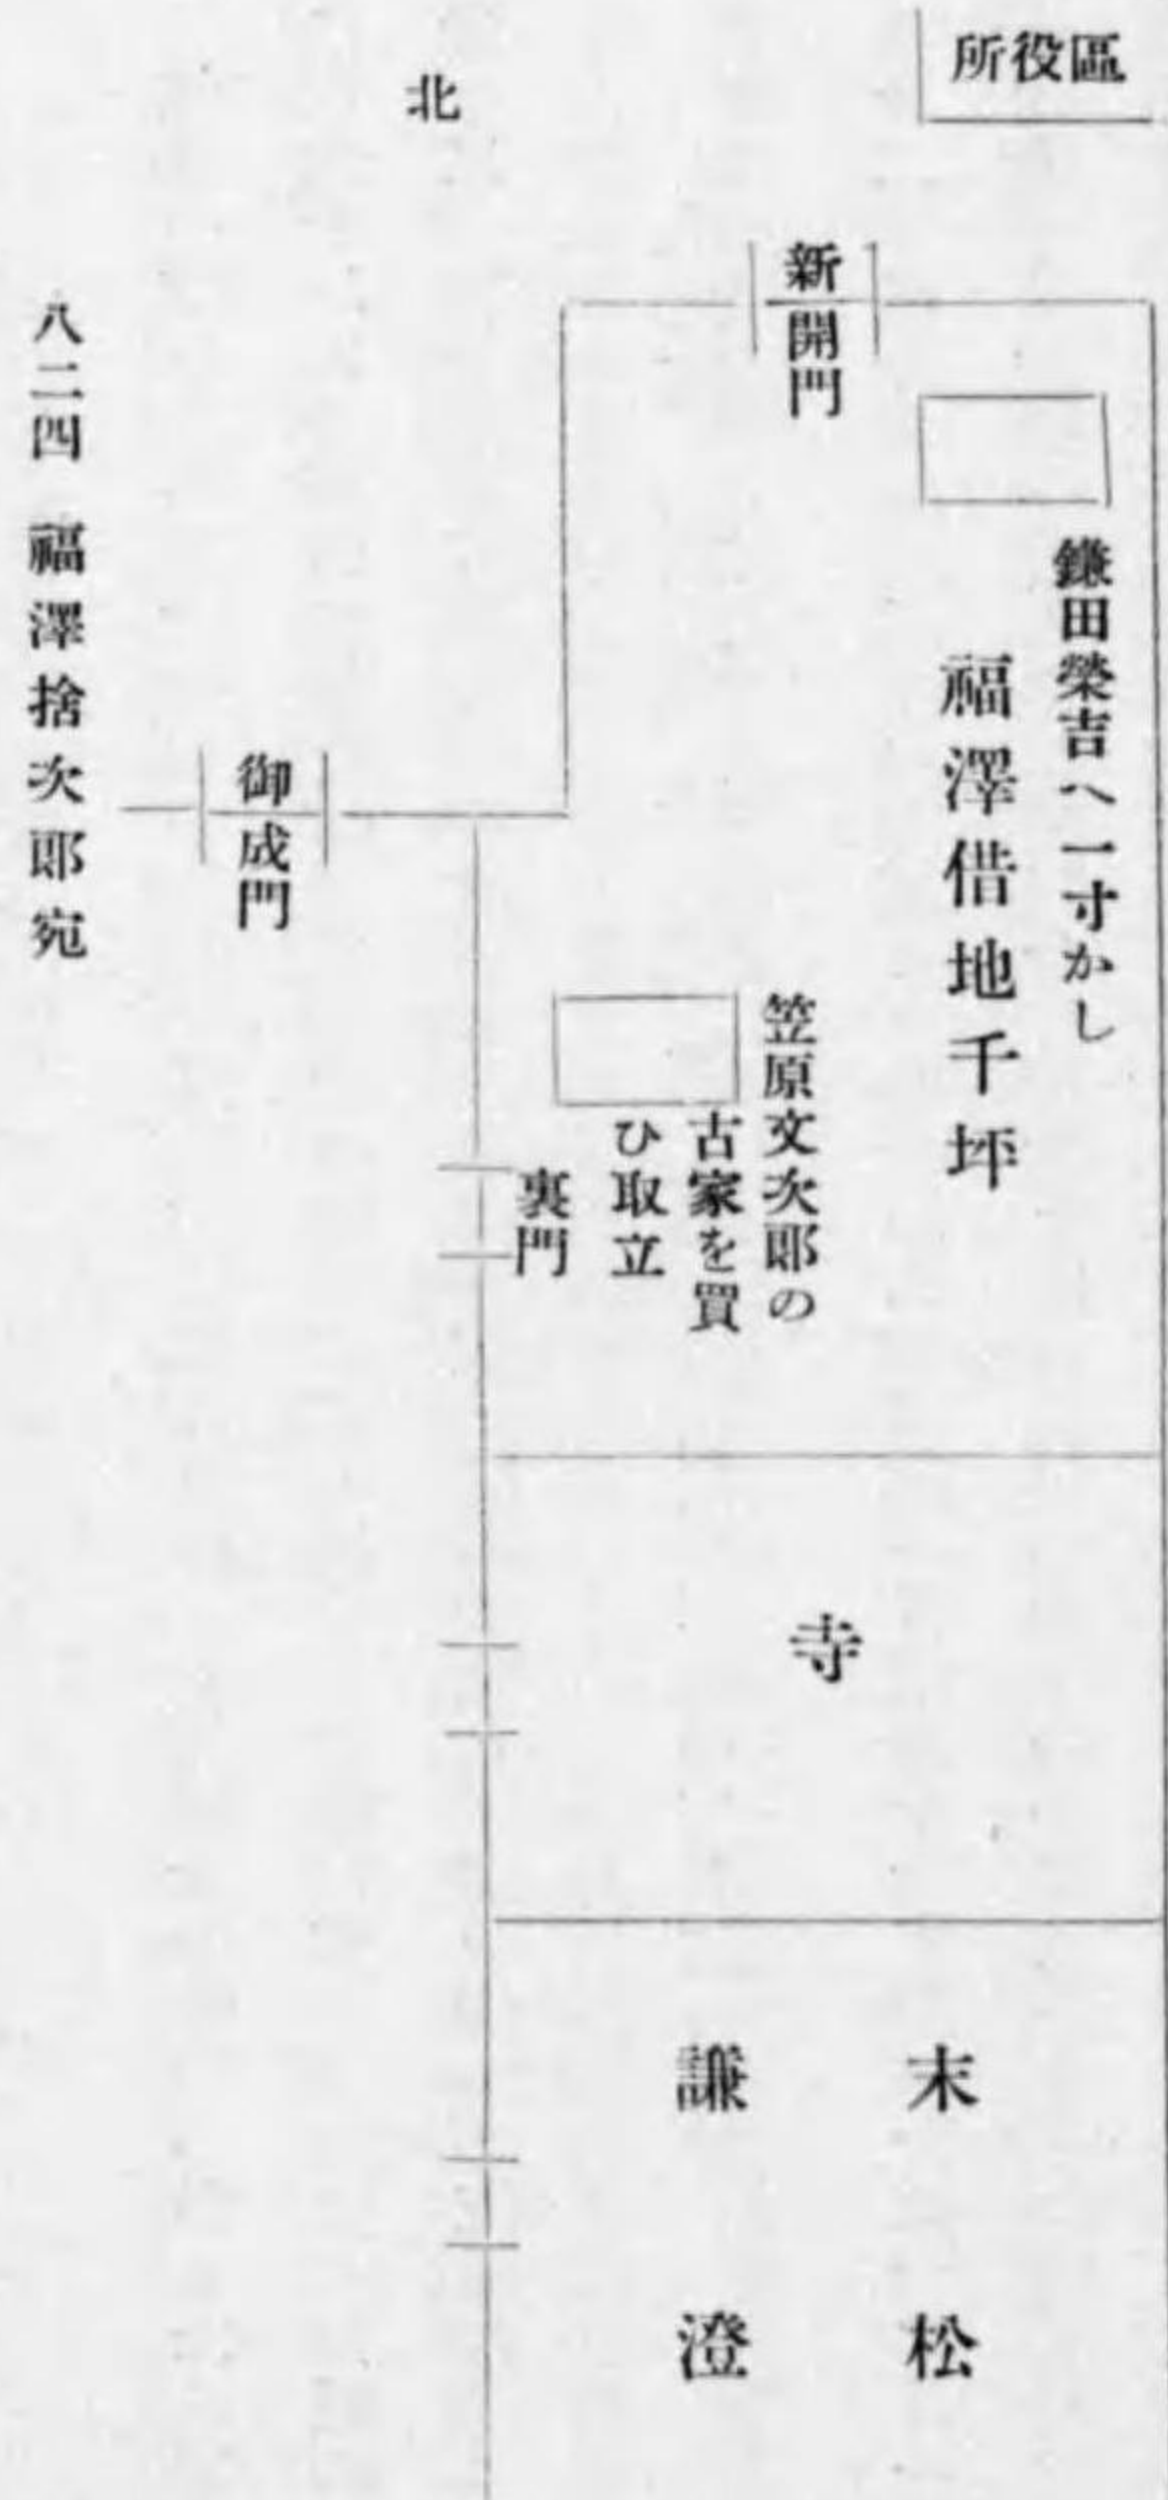 區役所
北
新開門
鎌田榮吉へ一寸かし
福澤借地千坪
御成門
笠原文次郎の
古家を買
ひ取立
裏門
寺
末松
謙澄
八二四 福澤捨次郎宛